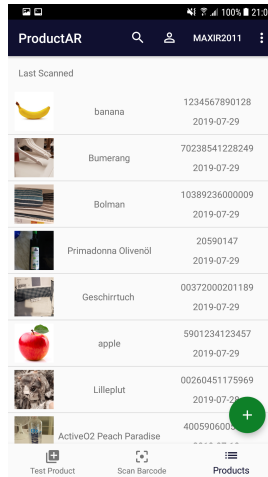 100% 21:0
ProductAR MAXIR2011
Last Scanned
banana 1234567890128
2019-07-29
Bumerang 70238541228249
2019-07-29
Bolman 10389236000009
2019-07-29
Primadonna Olivenöl 20590147
2019-07-29
Geschirrtuch 00372000201189
2019-07-29
apple 5901234123457
2019-07-29
Lilleplut 00260451175969
2019-07-29
ActiveO2 Peach Paradise
Test Product Scan Barcode Products